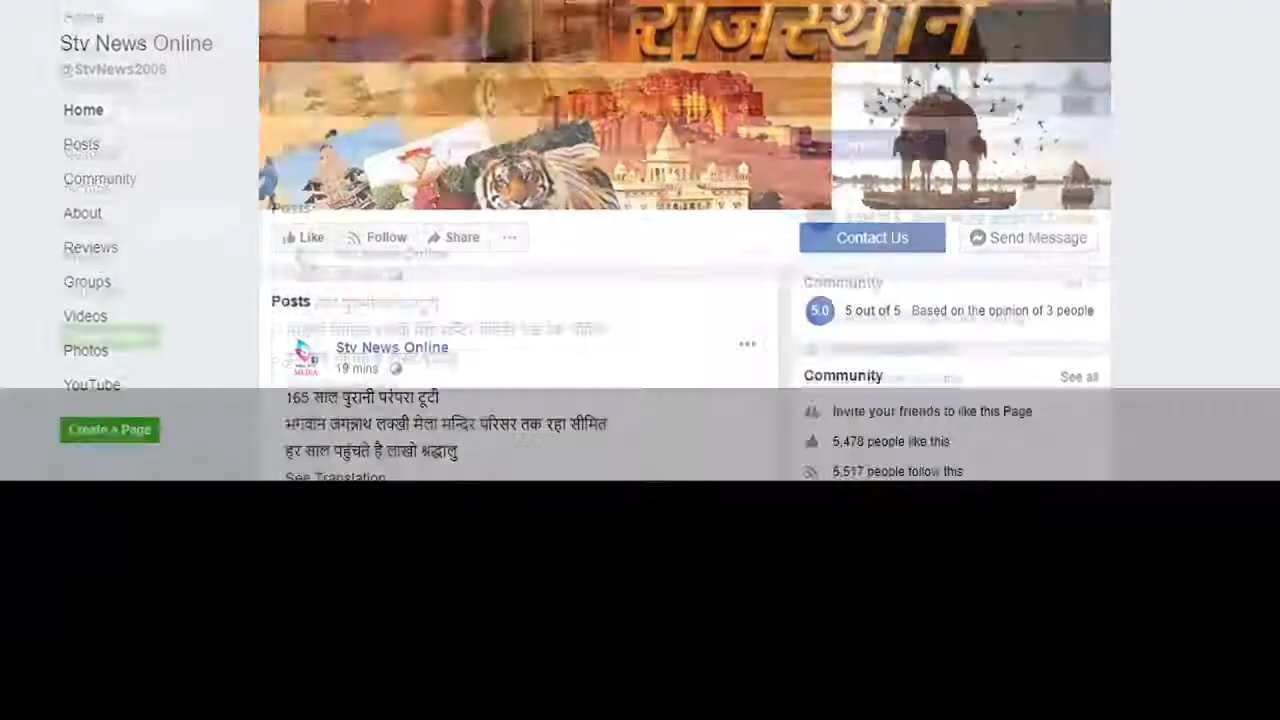 Home
Stv News Online
@StvNews2006
Home
Posts
Community
About
Reviews
Groups
Videos
Photos
YouTube
Create a Page
राजस्थान
Like
Follow
Share
Contact Us
Send Message
Posts
Stv News Online
19 mins
MEDIA
165 साल पुरानी परंपरा टूटी
भगवान जगन्नाथ लक्खी मेला मन्दिर परिसर तक रहा सीमित
हर साल पहुंचते है लाखो श्रद्धालु
See Translation
Community
5.0
5 out of 5 · Based on the opinion of 3 people
Community
See all
Invite your friends to like this Page
5,478 people like this
5,517 people follow this